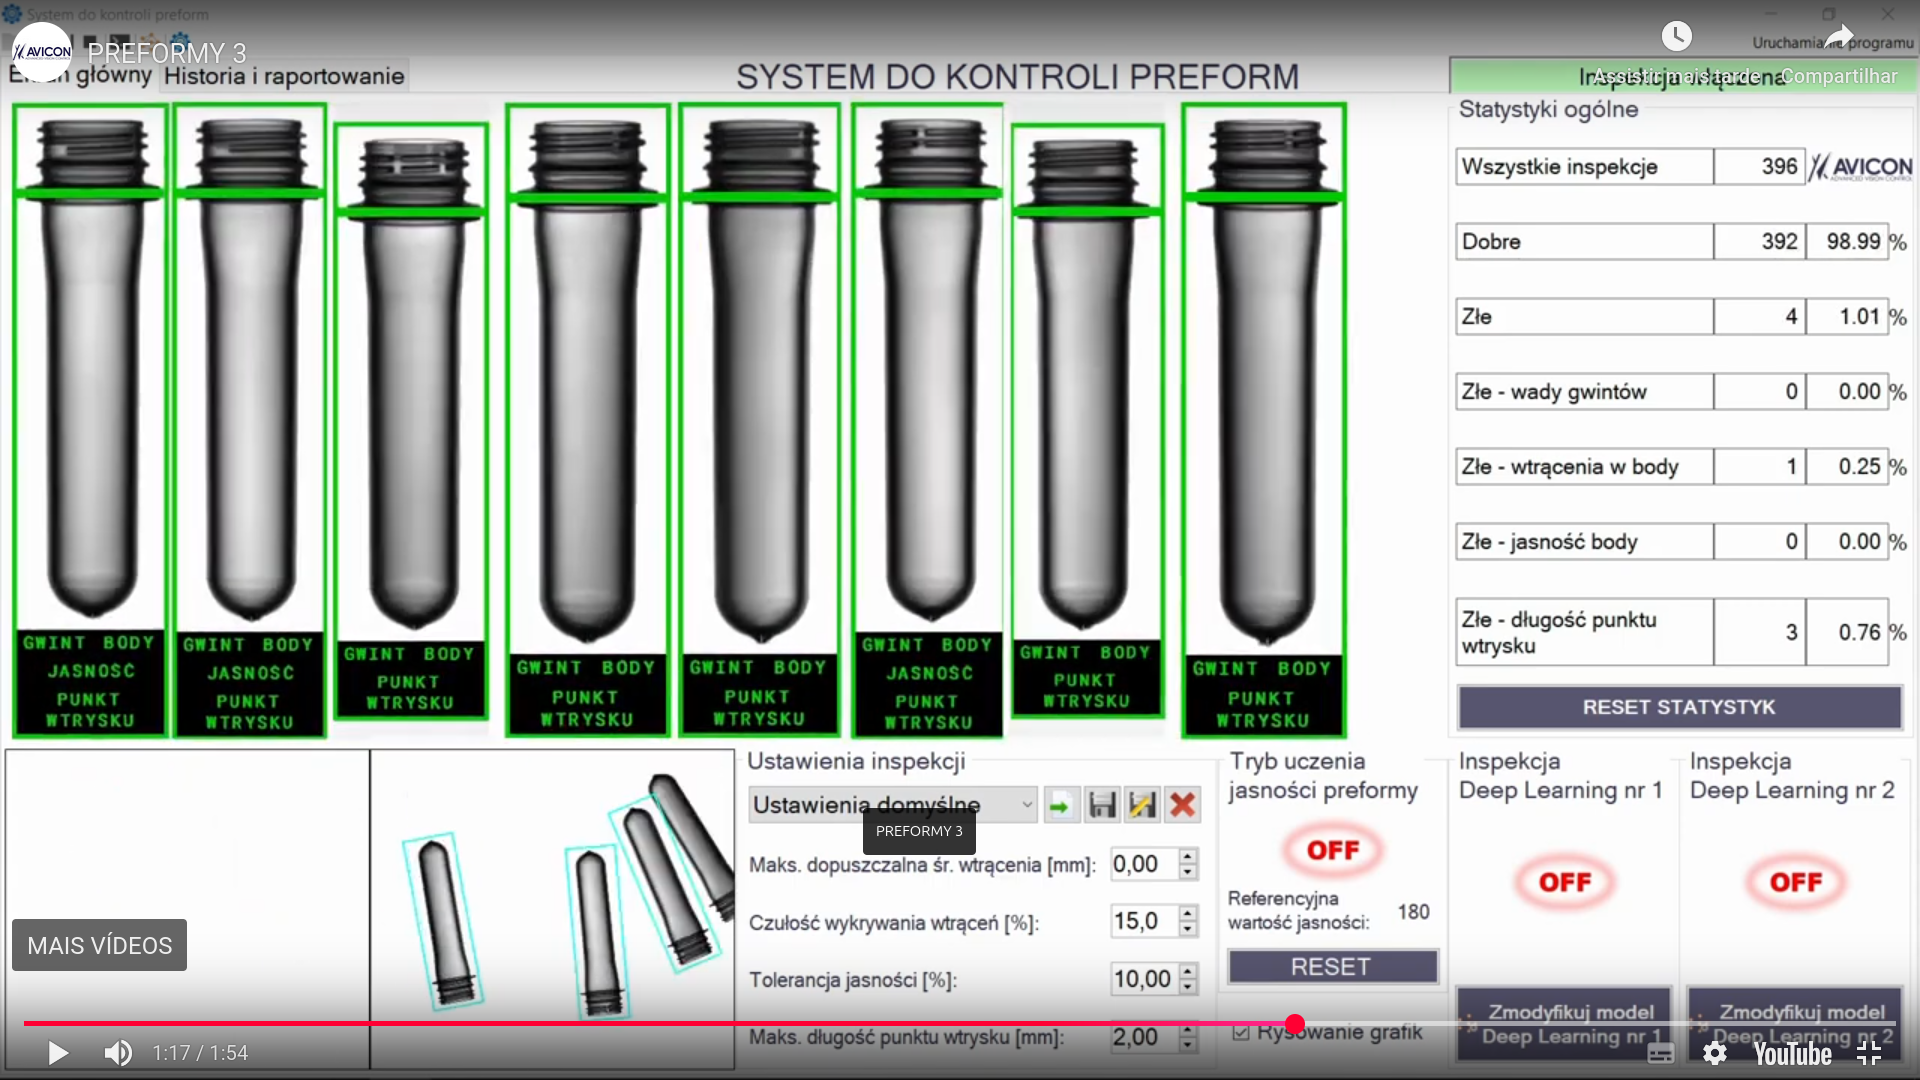 System do kontroli preform
AVICON
PREFORMY 3
Uruchamianie programu
Ekran główny
Historia i raportowanie
SYSTEM DO KONTROLI PREFORM
Inspekcja włączona
Assistir mais tarde
Compartilhar
Statystyki ogólne
Wszystkie inspekcje 396
AVICON
ADVANCED VISION CONTROL
Dobre 392 98.99 %
Złe 4 1.01 %
Złe - wady gwintów 0 0.00 %
Złe - wtrącenia w body 1 0.25 %
Złe - jasność body 0 0.00 %
Złe - długość punktu
wtrysku 3 0.76 %
RESET STATYSTYK
GWINT BODY
JASNOŚĆ
PUNKT
WTRYSKU
GWINT BODY
JASNOŚĆ
PUNKT
WTRYSKU
GWINT BODY
PUNKT
WTRYSKU
GWINT BODY
PUNKT
WTRYSKU
GWINT BODY
PUNKT
WTRYSKU
GWINT BODY
JASNOŚĆ
PUNKT
WTRYSKU
GWINT BODY
PUNKT
WTRYSKU
GWINT BODY
PUNKT
WTRYSKU
Ustawienia inspekcji
Ustawienia domyślne
PREFORMY 3
Maks. dopuszczalna śr. wtrącenia [mm]: 0,00
Czułość wykrywania wtrąceń [%]: 15,0
Tolerancja jasności [%]: 10,00
Maks. długość punktu wtrysku [mm]: 2,00
Tryb uczenia
jasności preformy
OFF
Referencyjna
wartość jasności: 180
RESET
Rysowanie grafik
Inspekcja
Deep Learning nr 1
OFF
Zmodyfikuj model
Deep Learning nr 1
Inspekcja
Deep Learning nr 2
OFF
Zmodyfikuj model
Deep Learning nr 2
MAIS VÍDEOS
1:17 / 1:54
YouTube